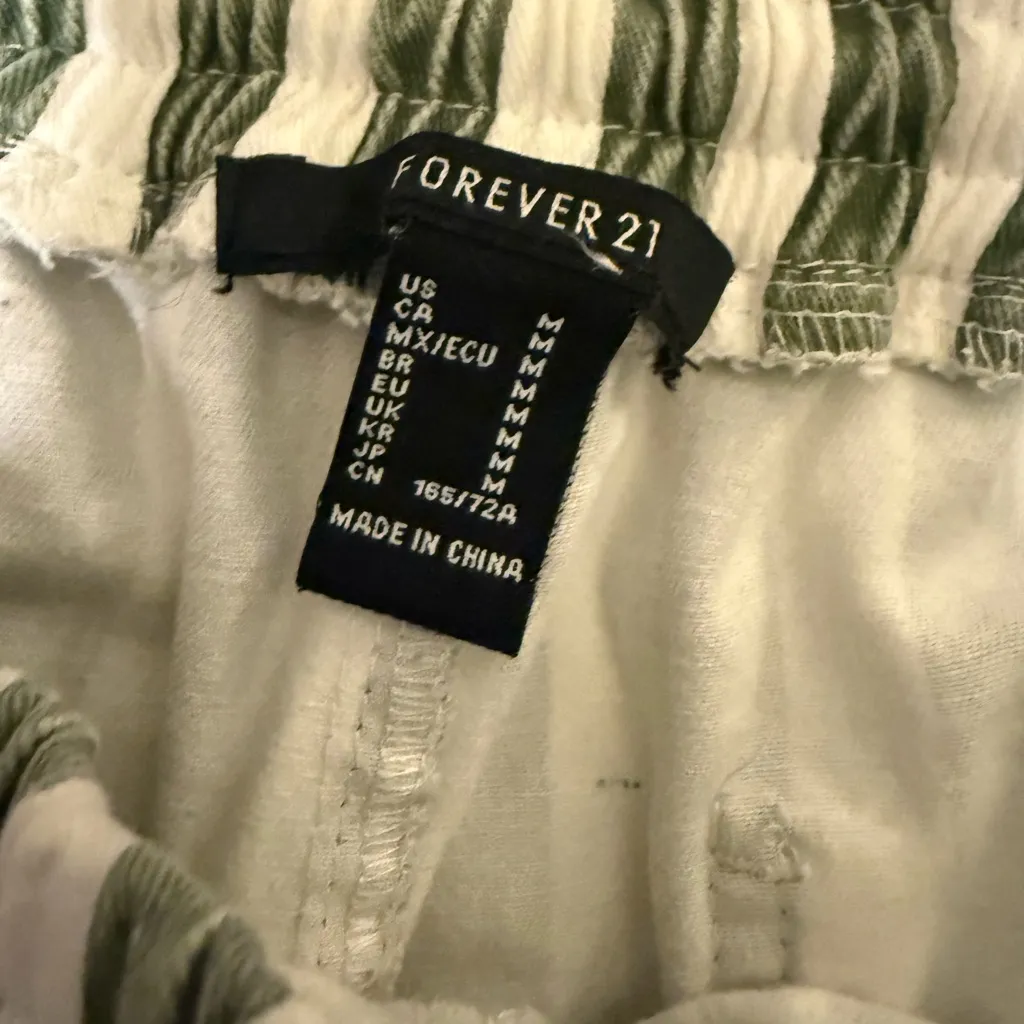 FOREVER 21
US M
CA M
MX/ECU M
BR M
EU M
UK M
KR M
JP M
CN 165/72A
MADE IN CHINA